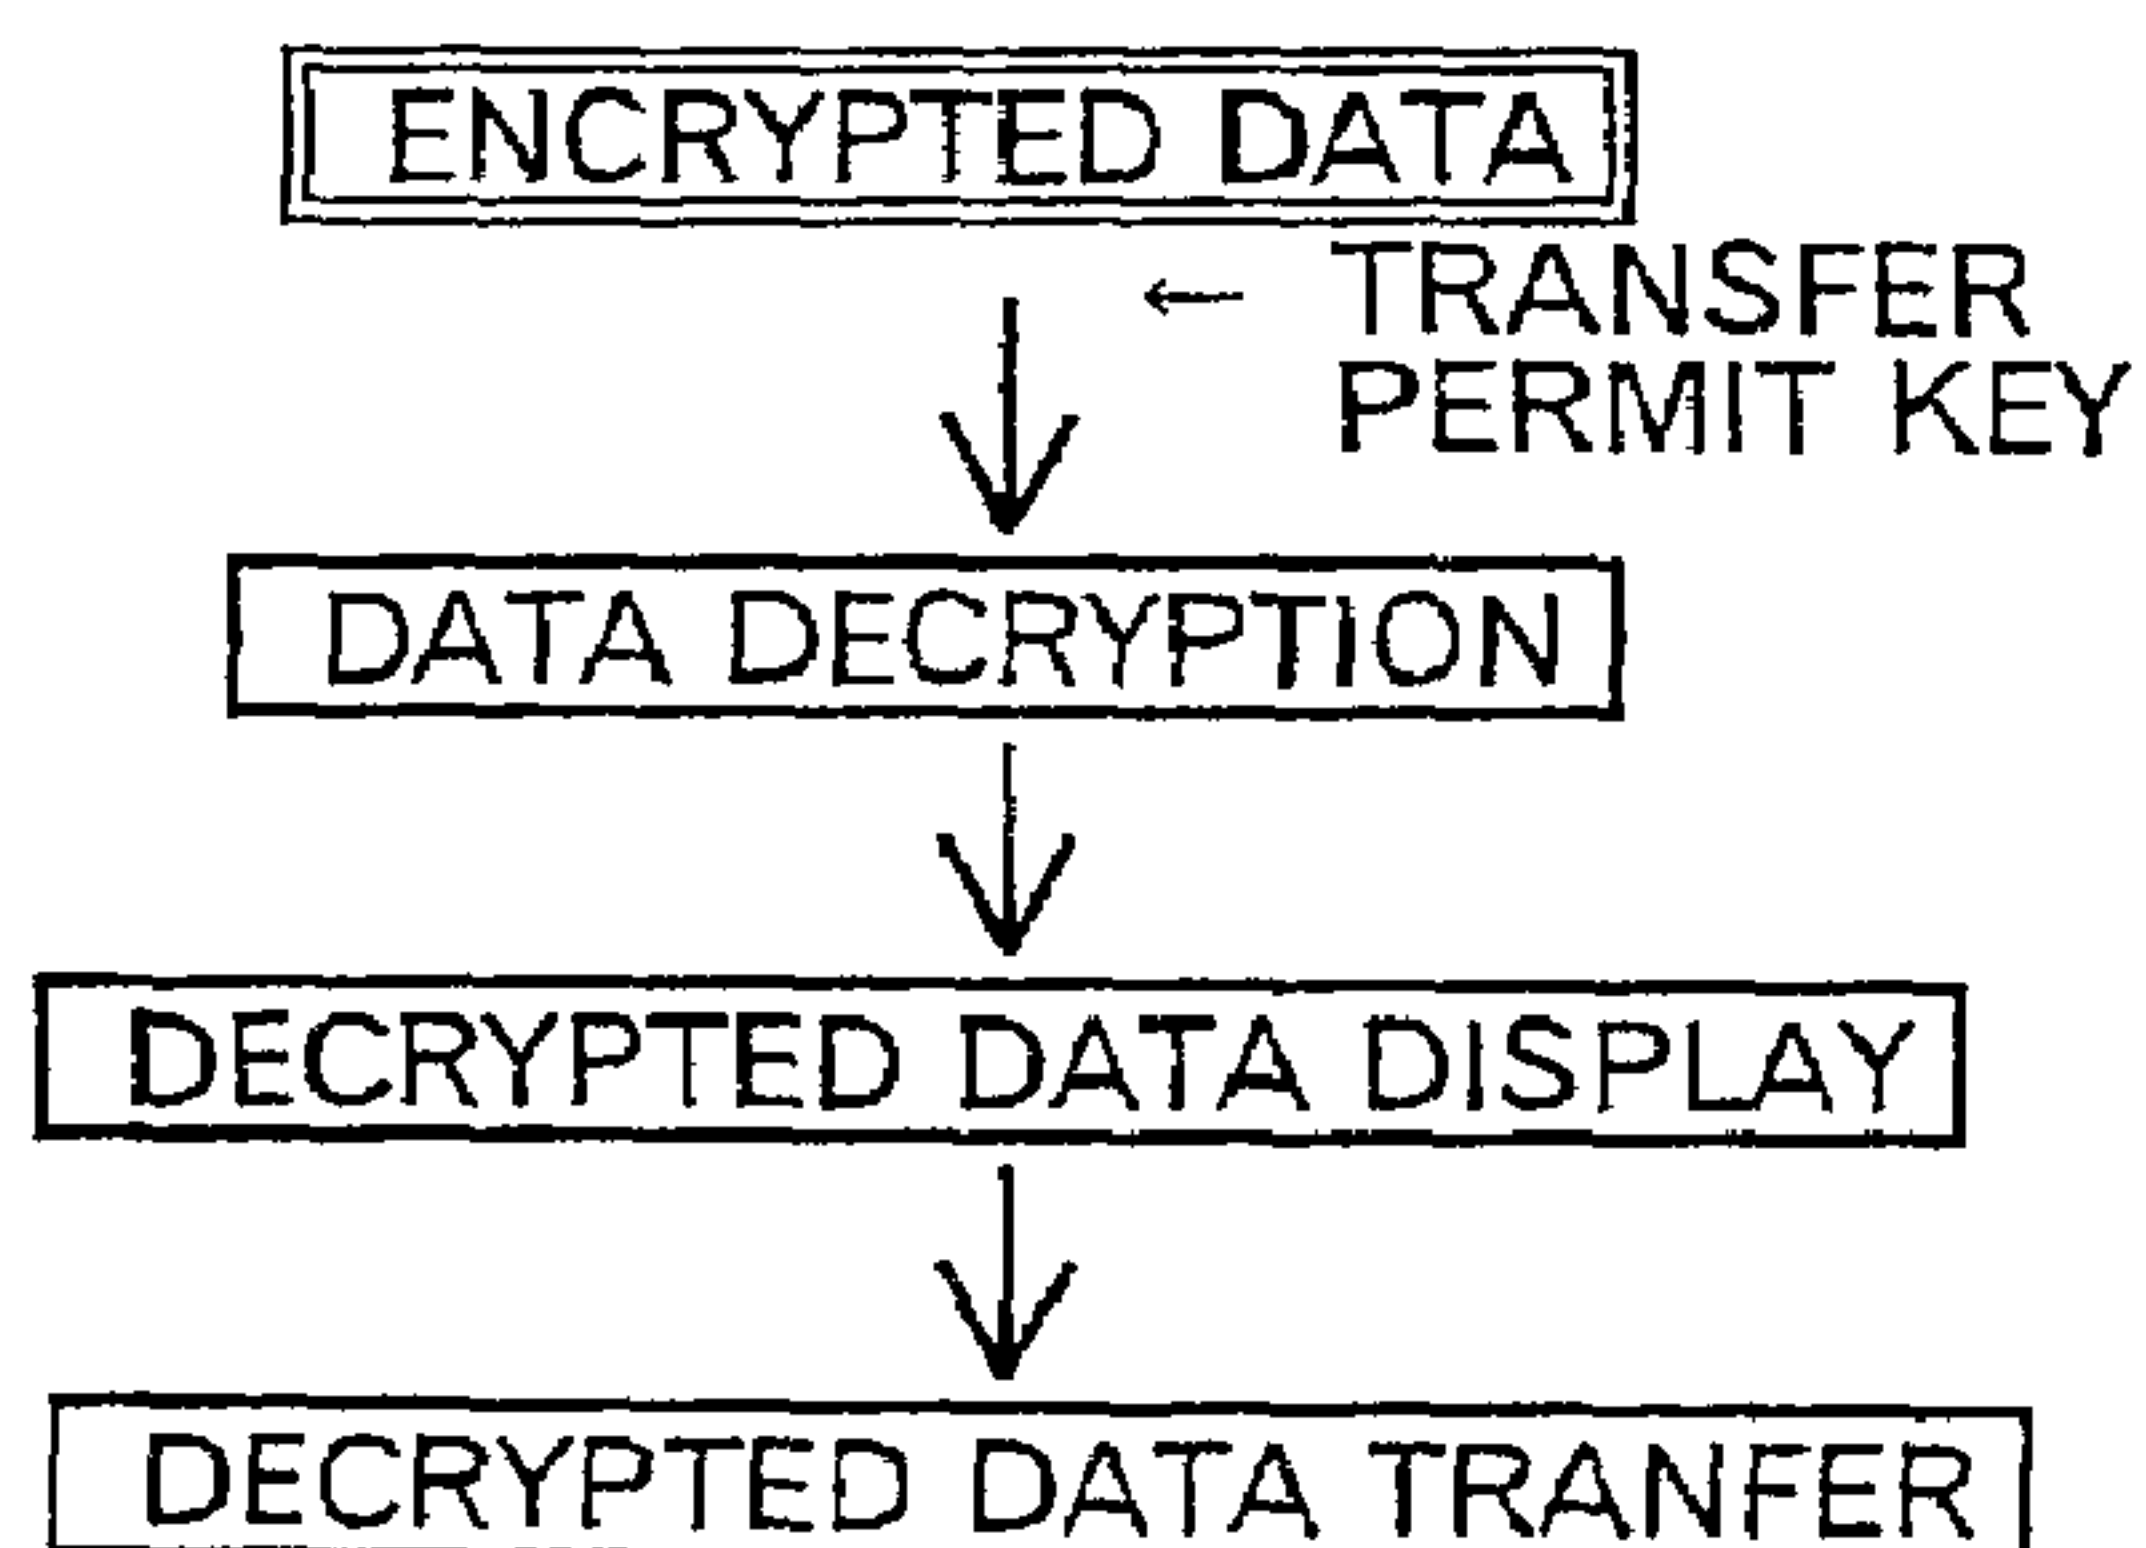 ENCRYPTED DATA
← TRANSFER
PERMIT KEY
DATA DECRYPTION
DECRYPTED DATA DISPLAY
DECRYPTED DATA TRANFER